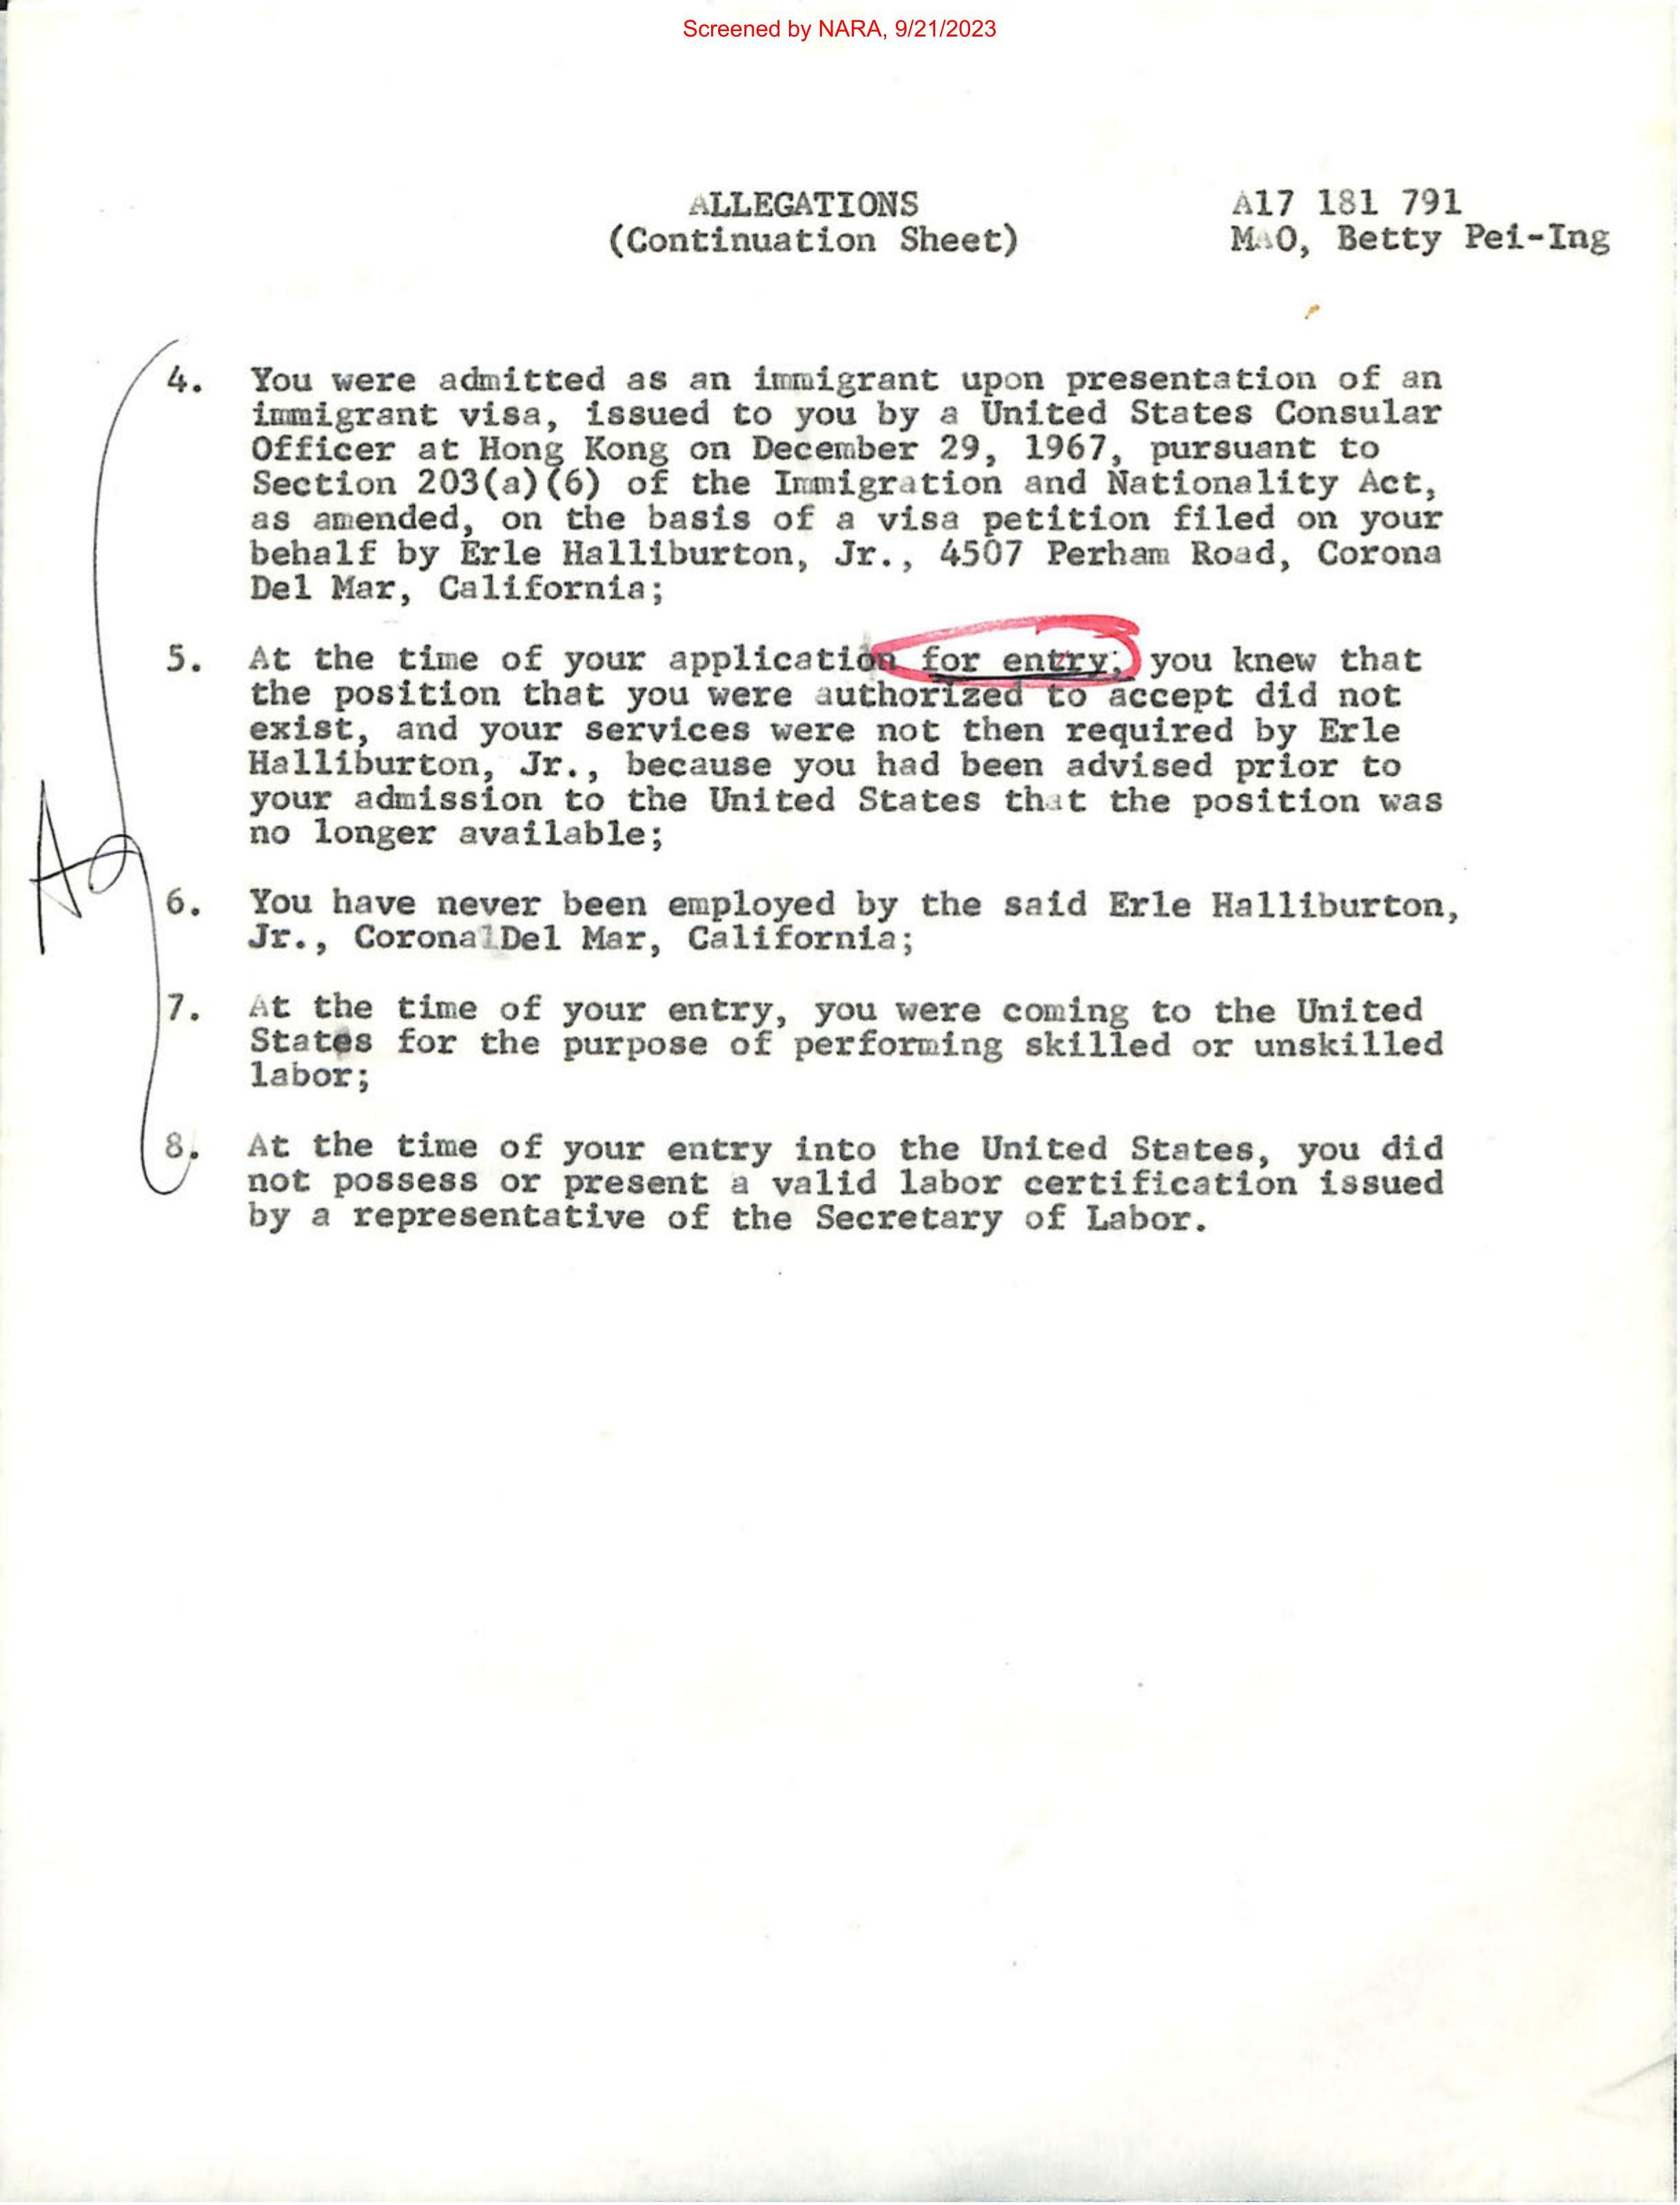 Screened by NARA, 9/21/2023
ALLEGATIONS
(Continuation Sheet)
A17 181 791
MAO, Betty Pei-Ing
4. You were admitted as an immigrant upon presentation of an
immigrant visa, issued to you by a United States Consular
Officer at Hong Kong on December 29, 1967, pursuant to
Section 203(a)(6) of the Immigration and Nationality Act,
as amended, on the basis of a visa petition filed on your
behalf by Erle Halliburton, Jr., 4507 Perham Road, Corona
Del Mar, California;
5. At the time of your application for entry, you knew that
the position that you were authorized to accept did not
exist, and your services were not then required by Erle
Halliburton, Jr., because you had been advised prior to
your admission to the United States that the position was
no longer available;
6. You have never been employed by the said Erle Halliburton,
Jr., Corona Del Mar, California;
7. At the time of your entry, you were coming to the United
States for the purpose of performing skilled or unskilled
labor;
8. At the time of your entry into the United States, you did
not possess or present a valid labor certification issued
by a representative of the Secretary of Labor.